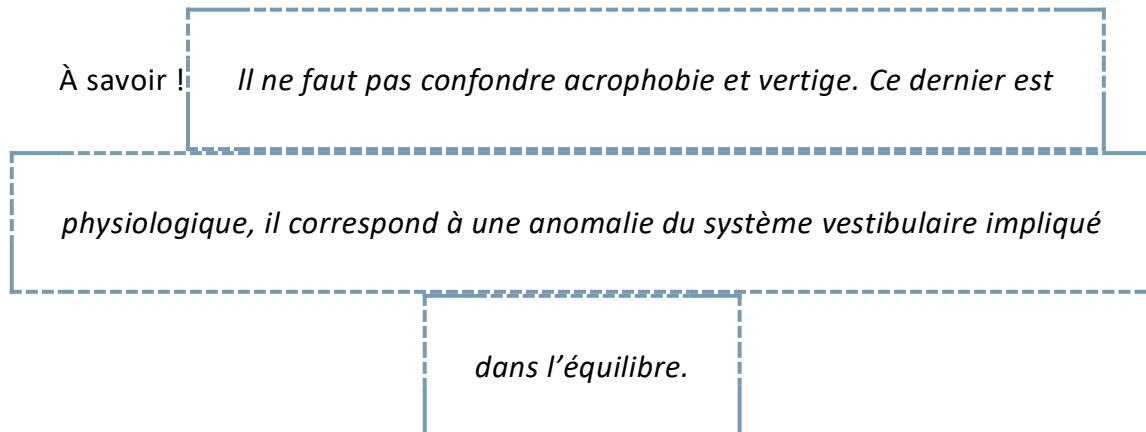 À savoir ! Il ne faut pas confondre acrophobie et vertige. Ce dernier est
physiologique, il correspond à une anomalie du système vestibulaire impliqué
dans l’équilibre.